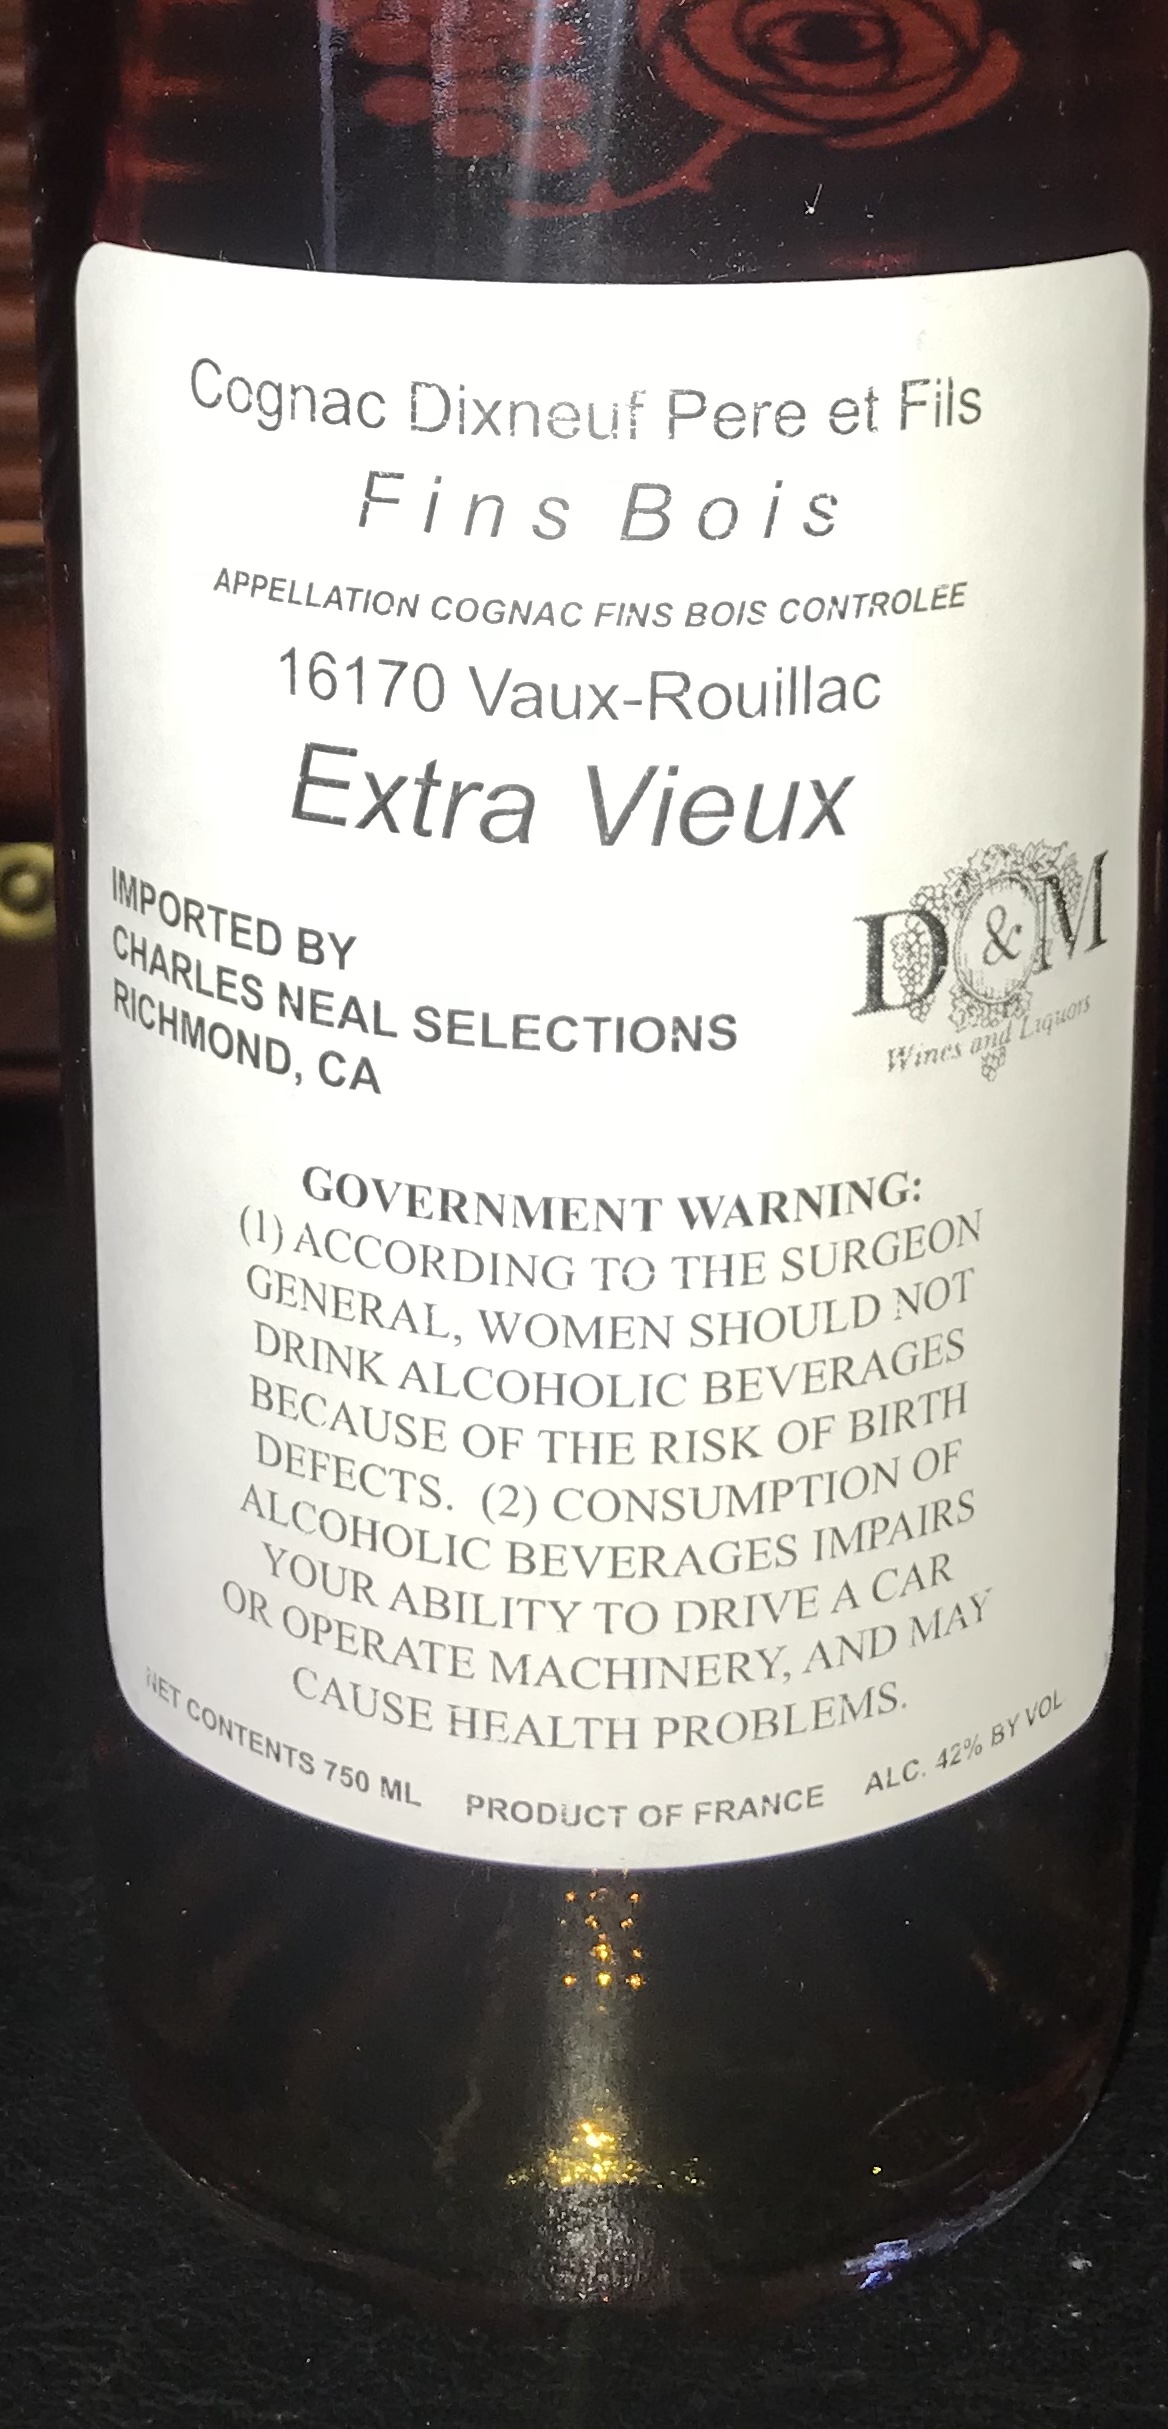 Cognac Dixneuf Pere et Fils
Fins Bois
APPELLATION COGNAC FINS BOIS CONTROLEE
16170 Vaux-Rouillac
Extra Vieux
IMPORTED BY
CHARLES NEAL SELECTIONS
RICHMOND, CA
D&M
Wines and Liquors
GOVERNMENT WARNING:
(1) ACCORDING TO THE SURGEON
GENERAL, WOMEN SHOULD NOT
DRINK ALCOHOLIC BEVERAGES
BECAUSE OF THE RISK OF BIRTH
DEFECTS. (2) CONSUMPTION OF
ALCOHOLIC BEVERAGES IMPAIRS
YOUR ABILITY TO DRIVE A CAR
OR OPERATE MACHINERY, AND MAY
CAUSE HEALTH PROBLEMS.
NET CONTENTS 750 ML PRODUCT OF FRANCE ALC. 42% BY VOL